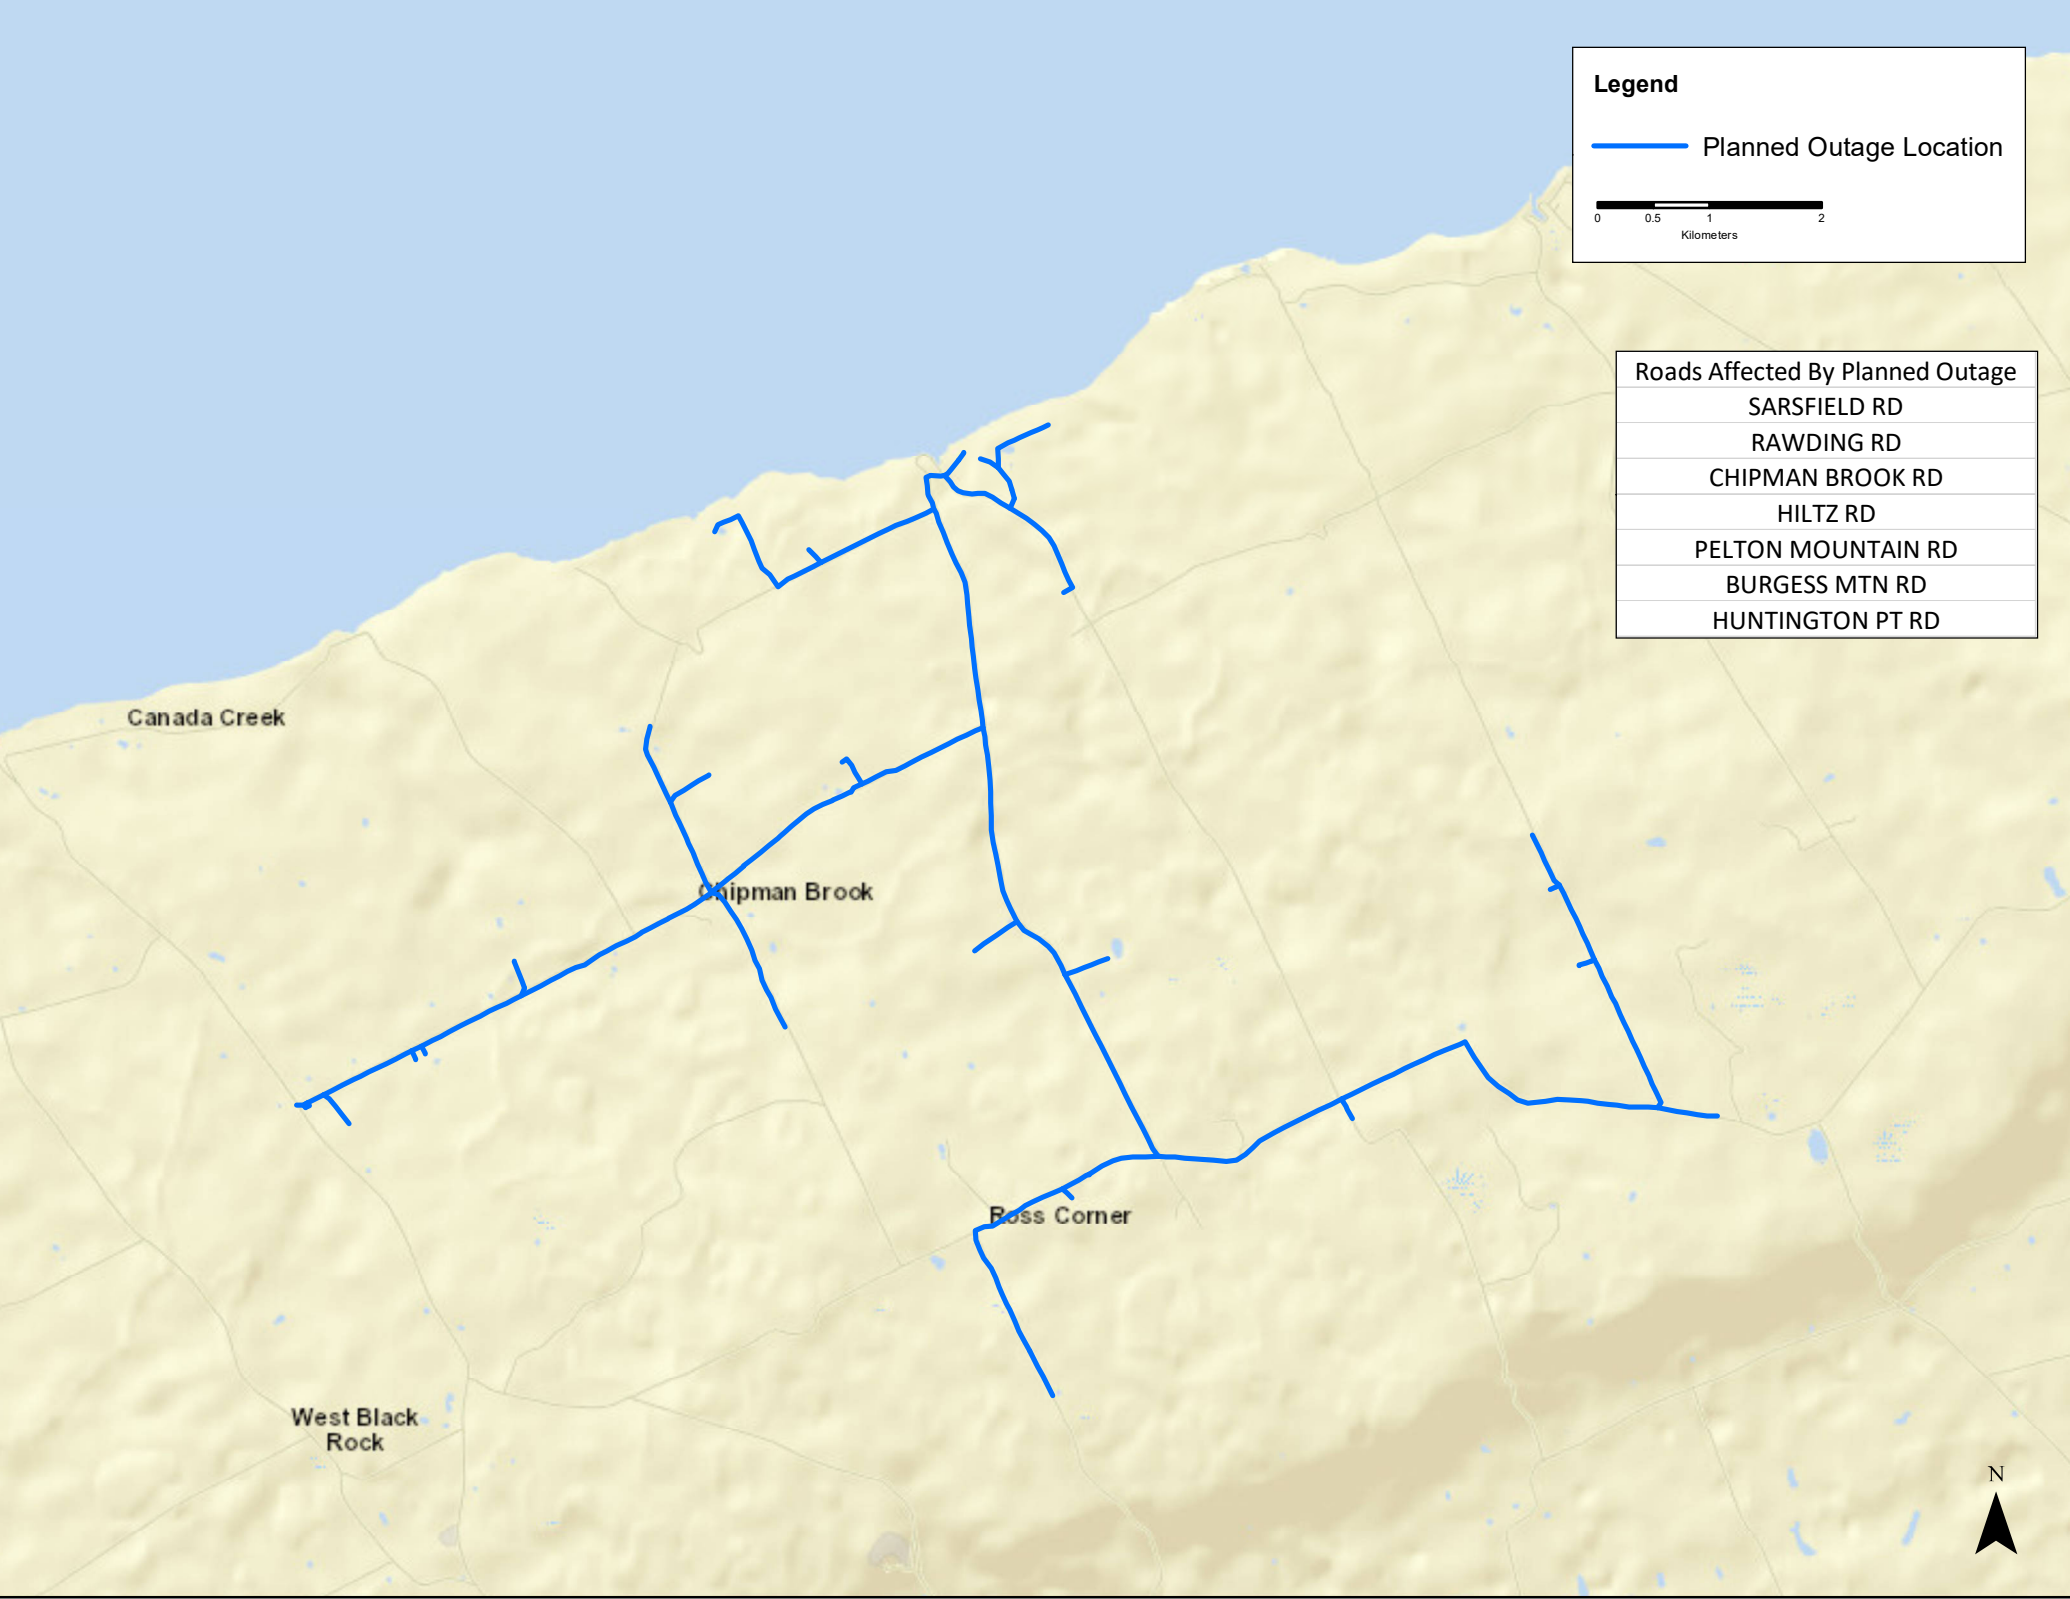 Legend
Planned Outage Location
0 0.5 1 2
Kilometers
Roads Affected By Planned Outage
SARSFIELD RD
RAWDING RD
CHIPMAN BROOK RD
HILTZ RD
PELTON MOUNTAIN RD
BURGESS MTN RD
HUNTINGTON PT RD
Canada Creek
Chipman Brook
Ross Corner
West Black
Rock
N